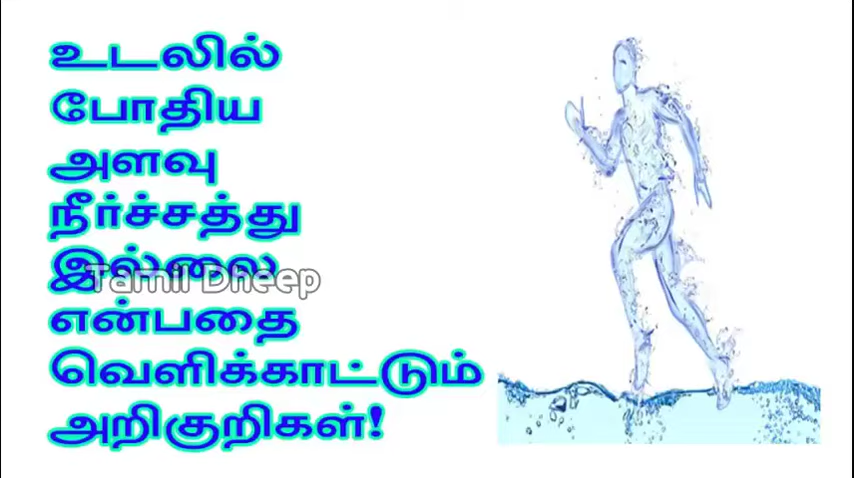 உடலில்
போதிய
அளவு
நீர்ச்சத்து
இல்லை
Tamil Dheep
என்பதை
வெளிக்காட்டும்
அறிகுறிகள்!